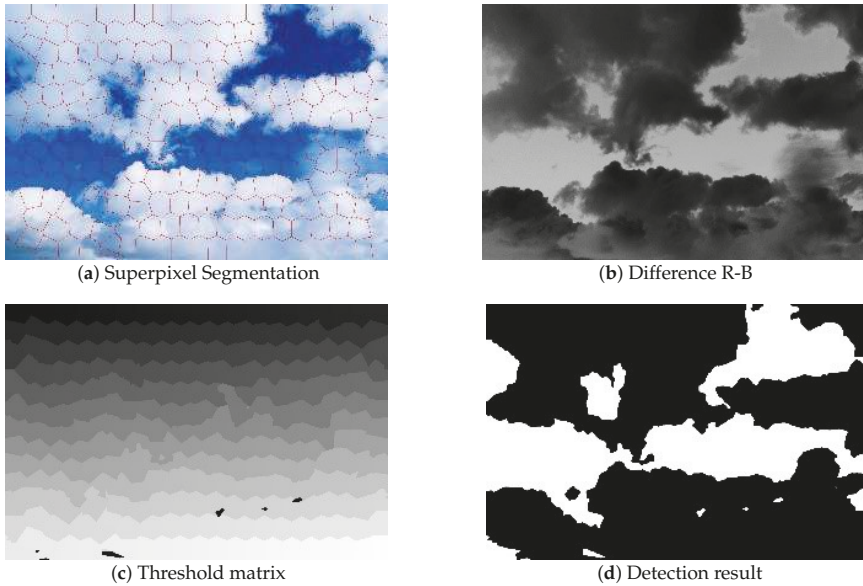 (a) Superpixel Segmentation
(b) Difference R-B
(c) Threshold matrix
(d) Detection result